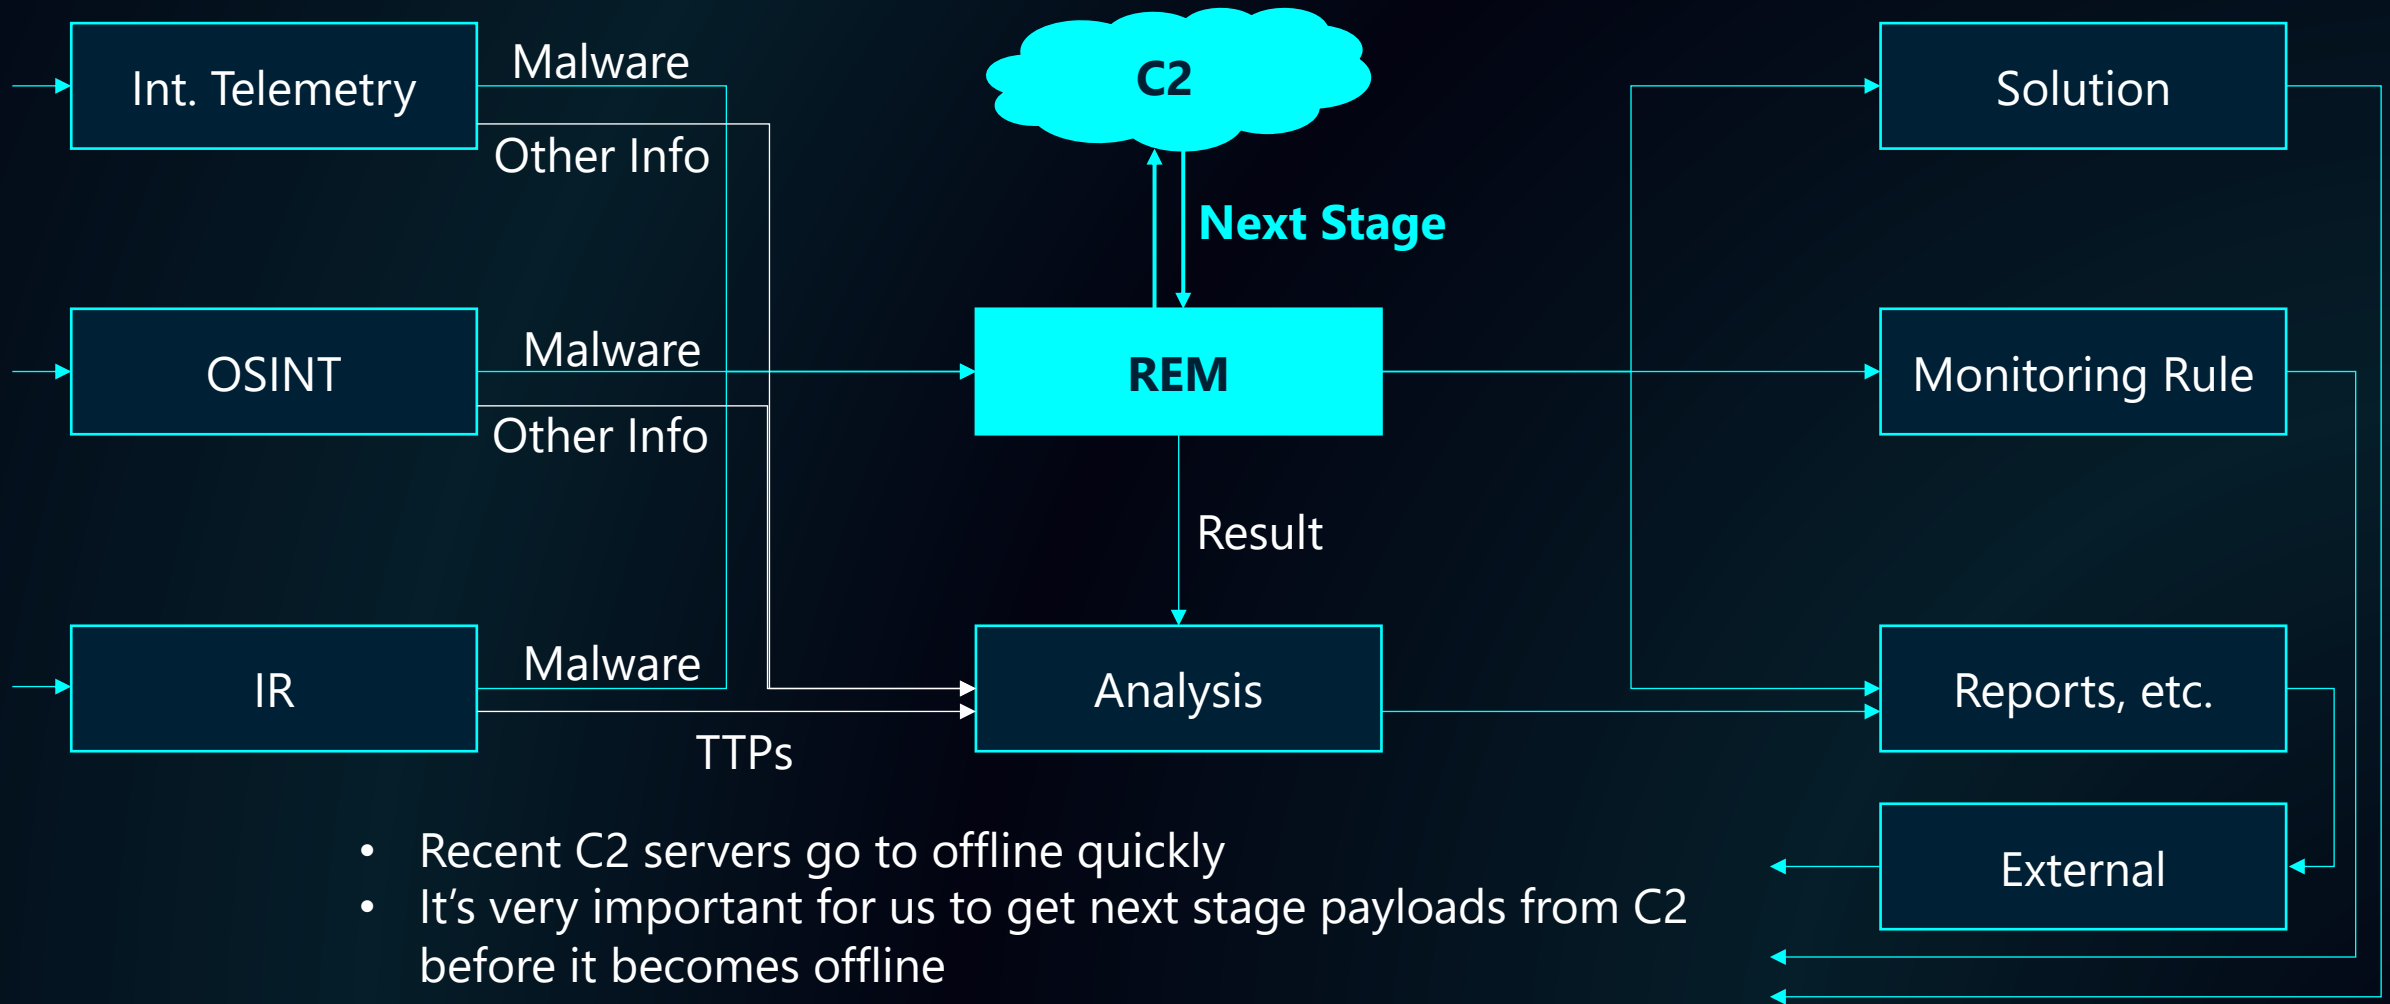 Int. Telemetry
Malware
Other Info
C2
Solution
Next Stage
OSINT
Malware
Other Info
REM
Monitoring Rule
Result
IR
Malware
TTPs
Analysis
Reports, etc.
External
• Recent C2 servers go to offline quickly
• It’s very important for us to get next stage payloads from C2
before it becomes offline